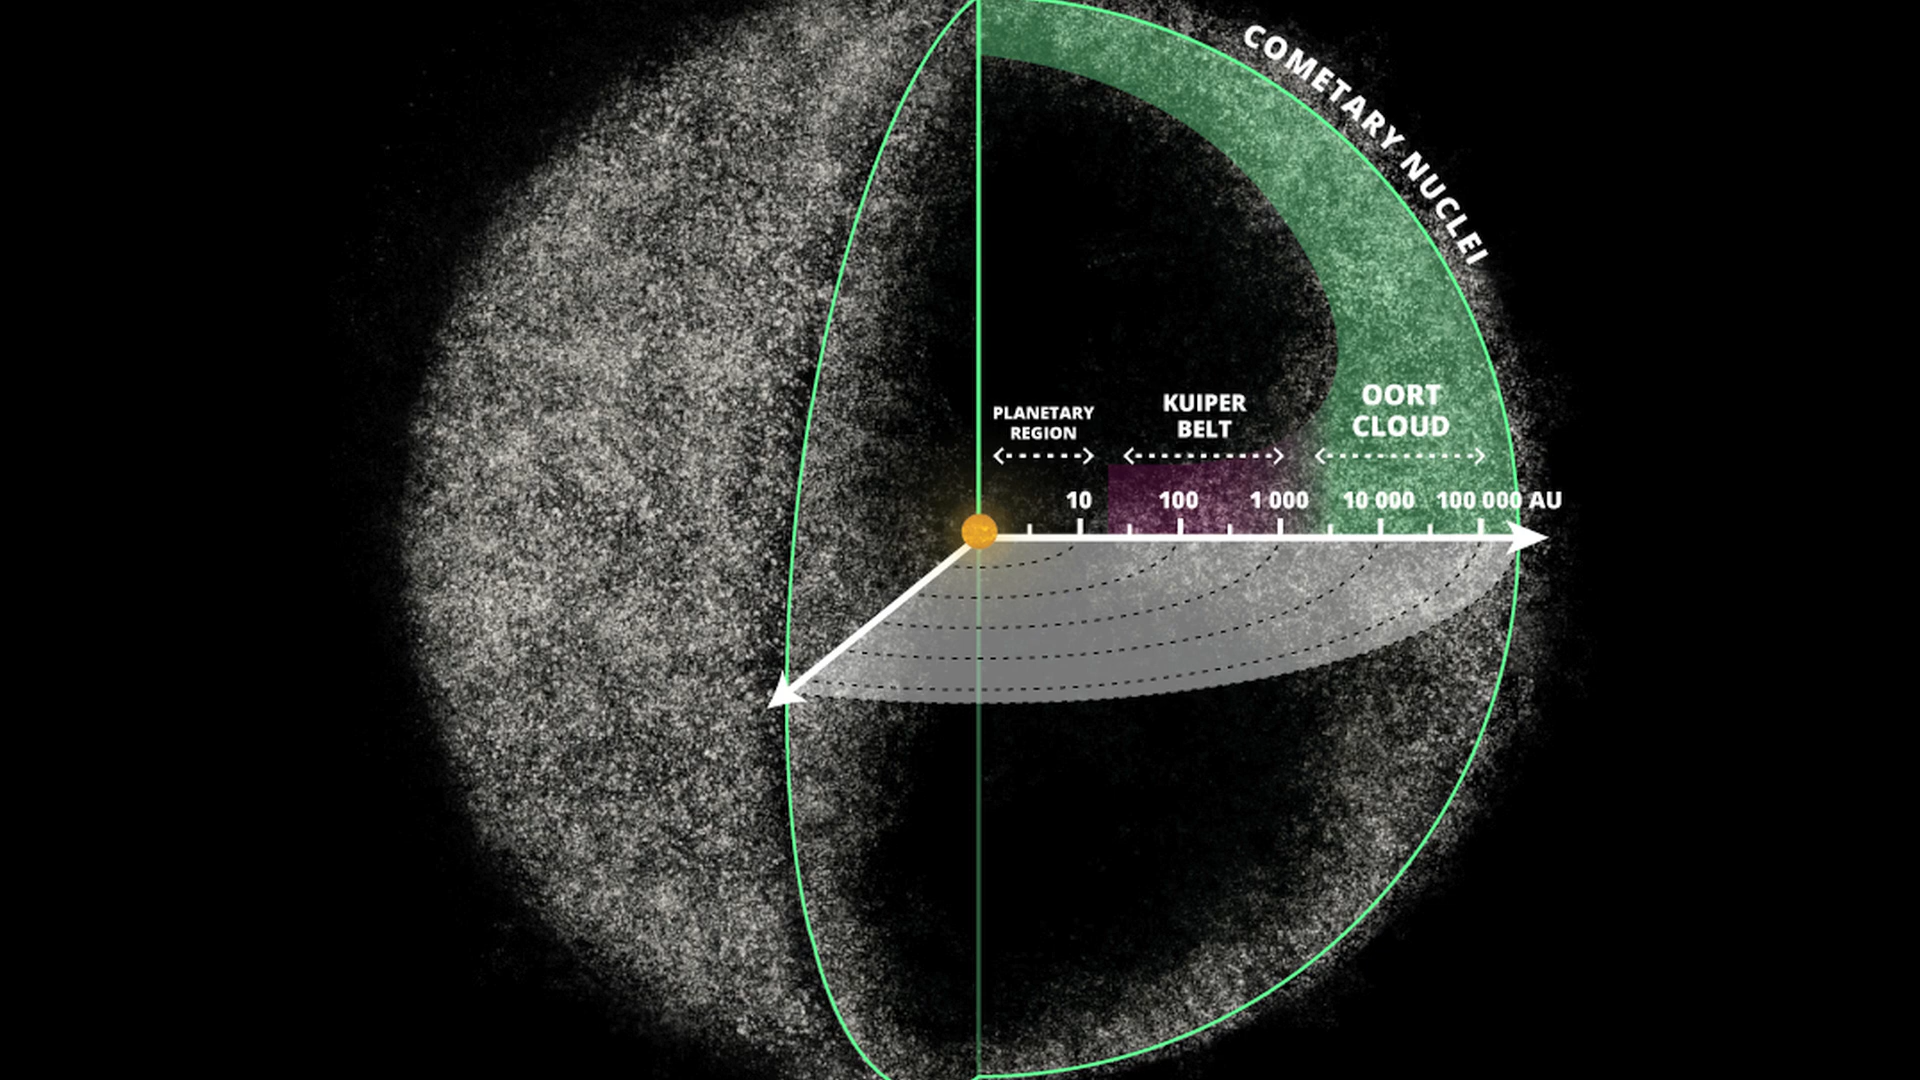 COMETARY NUCLEI
PLANETARY
REGION
KUIPER
BELT
OORT
CLOUD
10 100 1 000 10 000 100 000 AU